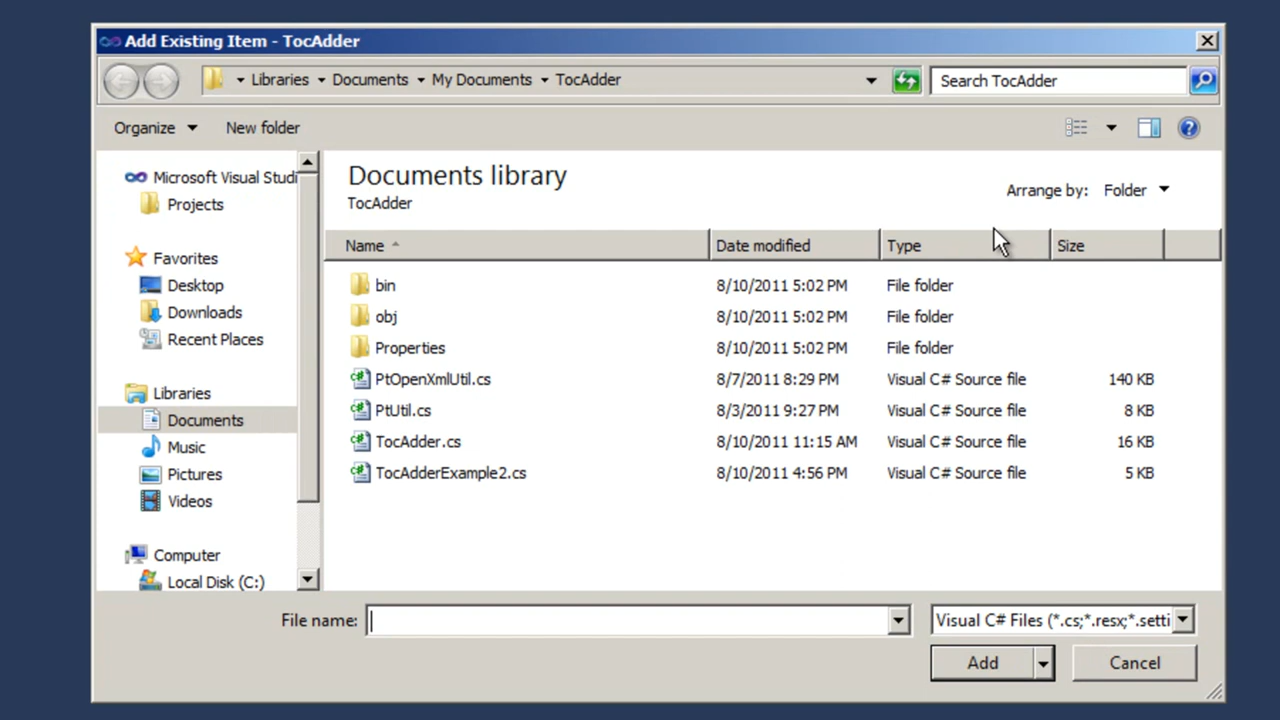 Add Existing Item - TocAdder
Libraries Documents My Documents TocAdder
Search TocAdder
Organize New folder
Microsoft Visual Studi
Projects
Favorites
Desktop
Downloads
Recent Places
Libraries
Documents
Music
Pictures
Videos
Computer
Local Disk (C:)
Documents library
TocAdder
Arrange by: Folder
Name Date modified Type Size
bin 8/10/2011 5:02 PM File folder
obj 8/10/2011 5:02 PM File folder
Properties 8/10/2011 5:02 PM File folder
PtOpenXmlUtil.cs 8/7/2011 8:29 PM Visual C# Source file 140 KB
PtUtil.cs 8/3/2011 9:27 PM Visual C# Source file 8 KB
TocAdder.cs 8/10/2011 11:15 AM Visual C# Source file 16 KB
TocAdderExample2.cs 8/10/2011 4:56 PM Visual C# Source file 5 KB
File name:
Visual C# Files (*.cs;*.resx;*.setti
Add Cancel